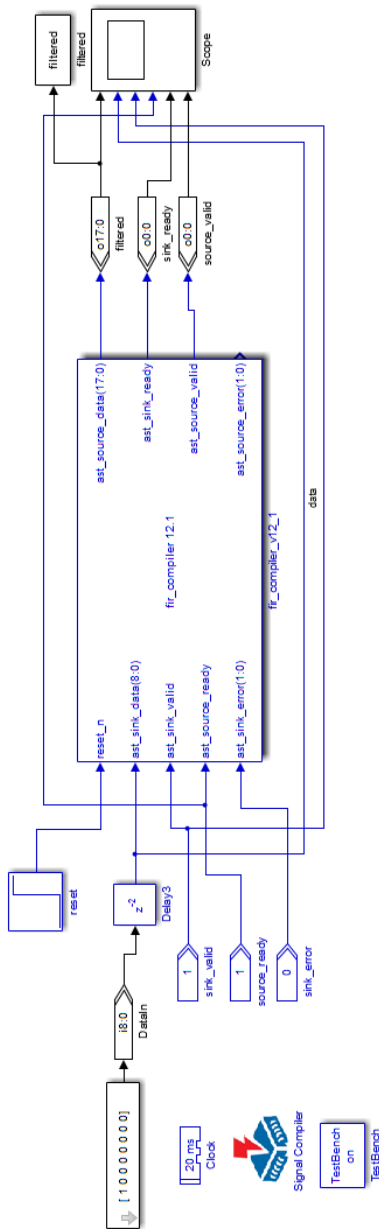 [ 1 0 0 0 0 0 0 0 0]
i8:0
DataIn
z-2
Delay3
reset
1
sink_valid
1
source_ready
0
sink_error
20 ms
Clock
Signal Compiler
TestBench
on
TestBench
reset_n
ast_sink_data(8:0)
ast_sink_valid
ast_source_ready
ast_sink_error(1:0)
fir_compiler 12.1
ast_source_data(17:0)
ast_sink_ready
ast_source_valid
ast_source_error(1:0)
fir_compiler_v12_1
data
o17:0
filtered
o0:0
sink_ready
o0:0
source_valid
filtered
filtered
Scope